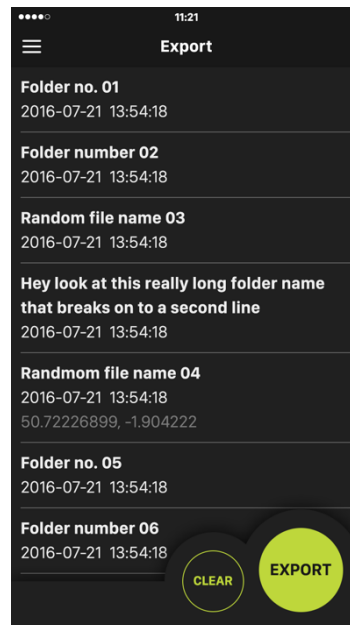 11:21
Export
Folder no. 01
2016-07-21 13:54:18
Folder number 02
2016-07-21 13:54:18
Random file name 03
2016-07-21 13:54:18
Hey look at this really long folder name
that breaks on to a second line
2016-07-21 13:54:18
Randmom file name 04
2016-07-21 13:54:18
50.72226899, -1.904222
Folder no. 05
2016-07-21 13:54:18
Folder number 06
2016-07-21 13:54:18
CLEAR
EXPORT